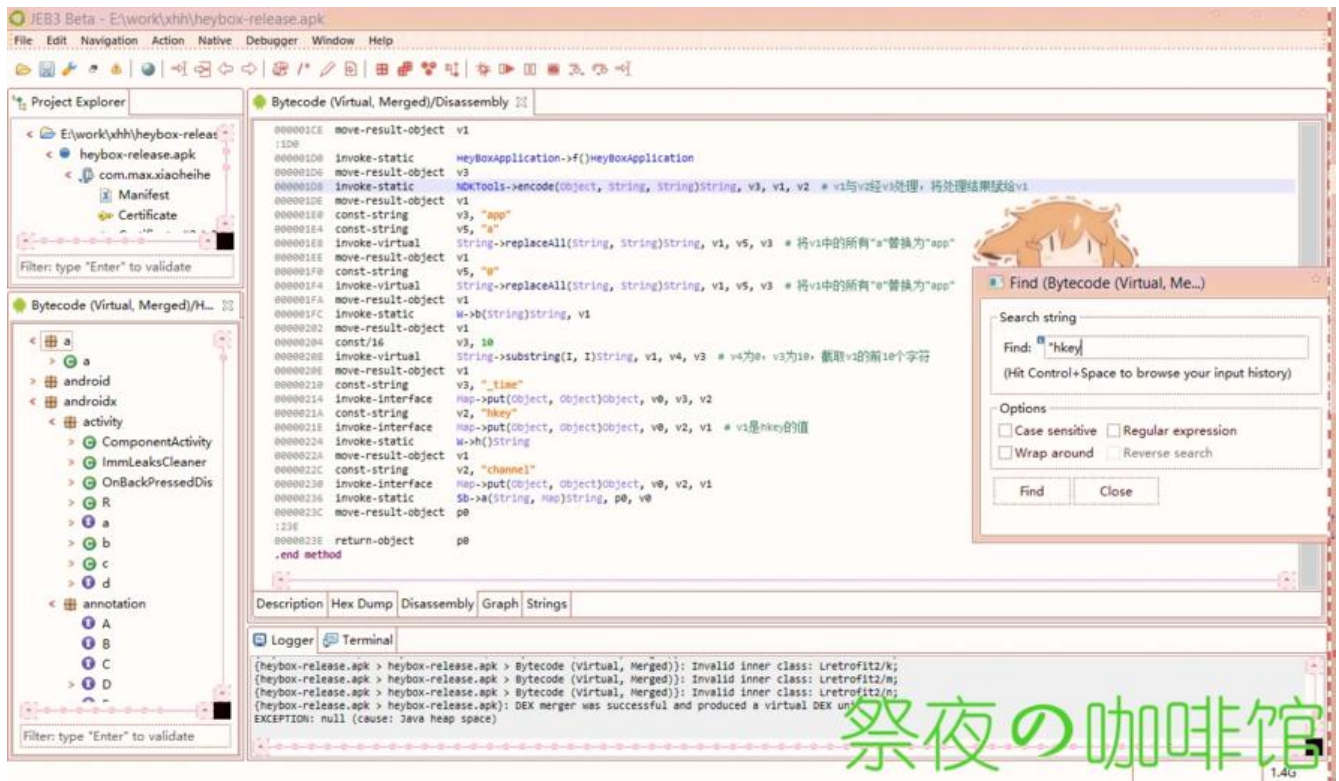 JEB3 Beta - E:\work\xhh\heybox-release.apk
File Edit Navigation Action Native Debugger Window Help
Project Explorer
E:\work\xhh\heybox-releas
heybox-release.apk
com.max.xiaoheihe
Manifest
Certificate
Filter: type "Enter" to validate
Bytecode (Virtual, Merged)/H...
a
a
android
androidx
activity
ComponentActivity
ImmLeaksCleaner
OnBackPressedDis
R
a
b
c
d
annotation
A
B
C
D
Filter: type "Enter" to validate
Bytecode (Virtual, Merged)/Disassembly
000001CE move-result-object v1
:1D0
000001D0 invoke-static HeyBoxApplication->f()HeyBoxApplication
000001D6 move-result-object v3
000001D8 invoke-static NDKTools->encode(Object, String, String)String, v3, v1, v2 # v1与v2经v3处理，将处理结果赋给v1
000001DE move-result-object v1
000001E0 const-string v3, "app"
000001E4 const-string v5, "a"
000001E8 invoke-virtual String->replaceAll(String, String)String, v1, v5, v3 # 将v1中的所有"a"替换为"app"
000001EE move-result-object v1
000001F0 const-string v5, "0"
000001F4 invoke-virtual String->replaceAll(String, String)String, v1, v5, v3 # 将v1中的所有"0"替换为"app"
000001FA move-result-object v1
000001FC invoke-static W->b(String)String, v1
00000202 move-result-object v1
00000204 const/16 v3, 10
00000208 invoke-virtual String->substring(I, I)String, v1, v4, v3 # v4为0，v3为10，截取v1的前10个字符
0000020E move-result-object v1
00000210 const-string v3, "_time"
00000214 invoke-interface Map->put(Object, Object)Object, v0, v3, v2
0000021A const-string v2, "hkey"
0000021E invoke-interface Map->put(Object, Object)Object, v0, v2, v1 # v1是hkey的值
00000224 invoke-static W->h()String
0000022A move-result-object v1
0000022C const-string v2, "channel"
00000230 invoke-interface Map->put(Object, Object)Object, v0, v2, v1
00000236 invoke-static Sb->a(String, Map)String, p0, v0
0000023C move-result-object p0
:23E
0000023E return-object p0
.end method
Description Hex Dump Disassembly Graph Strings
Find (Bytecode (Virtual, Me...)
Search string
Find: "hkey
(Hit Control+Space to browse your input history)
Options
Case sensitive Regular expression
Wrap around Reverse search
Find Close
Logger Terminal
{heybox-release.apk > heybox-release.apk > Bytecode (Virtual, Merged)}: Invalid inner class: Lretrofit2/k;
{heybox-release.apk > heybox-release.apk > Bytecode (Virtual, Merged)}: Invalid inner class: Lretrofit2/m;
{heybox-release.apk > heybox-release.apk > Bytecode (Virtual, Merged)}: Invalid inner class: Lretrofit2/n;
{heybox-release.apk > heybox-release.apk}: DEX merger was successful and produced a virtual DEX uni
EXCEPTION: null (cause: Java heap space)
祭夜の咖啡馆
1.4G